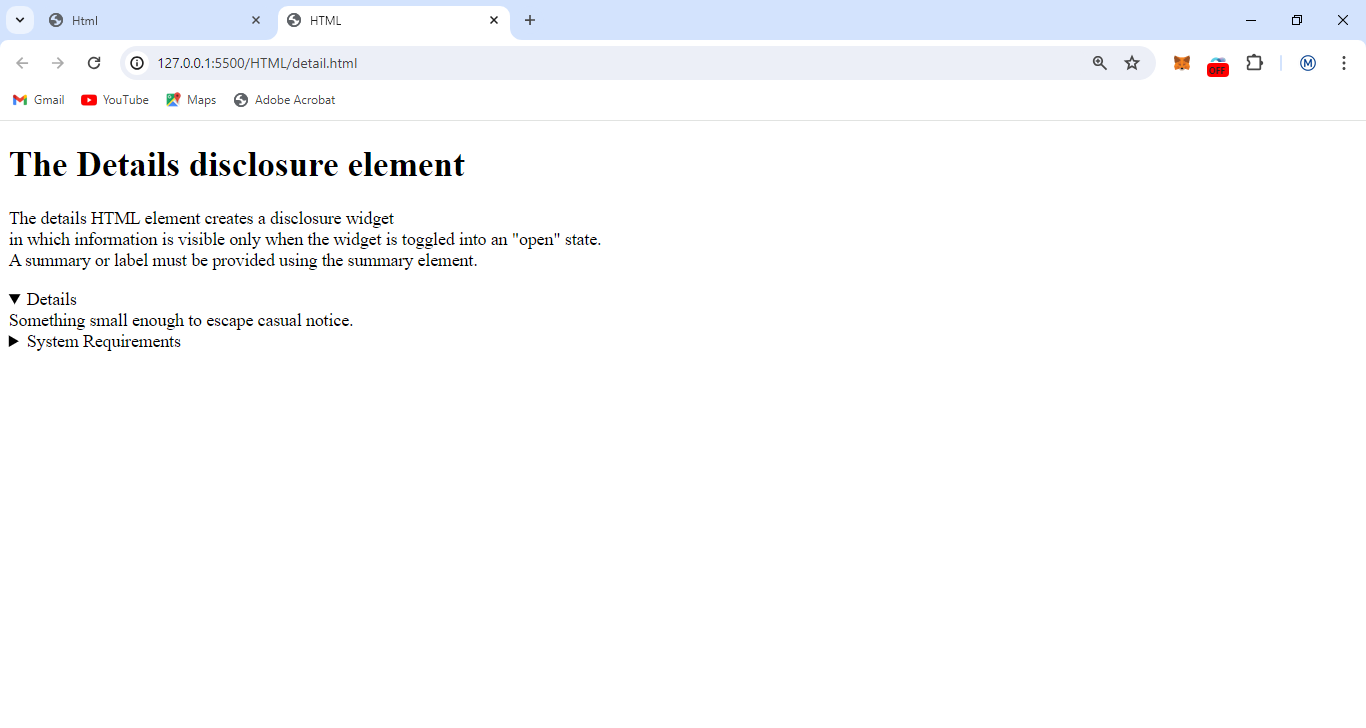 Html
HTML
127.0.0.1:5500/HTML/detail.html
OFF
M
Gmail
YouTube
Maps
Adobe Acrobat
The Details disclosure element
The details HTML element creates a disclosure widget
in which information is visible only when the widget is toggled into an "open" state.
A summary or label must be provided using the summary element.
Details
Something small enough to escape casual notice.
System Requirements